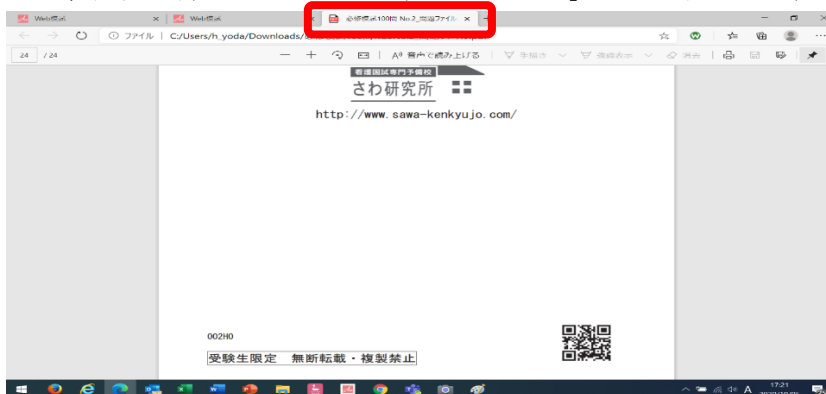 Web模試
Web模試
必修模試100問 No.2_問題ファイル
ファイル
C:/Users/h_yoda/Downloads/
24 / 24
音声で読み上げる
手描き
看護国試専門予備校
さわ研究所
http://www.sawa-kenkyujo.com/
002H0
受験生限定 無断転載・複製禁止
A
17:21